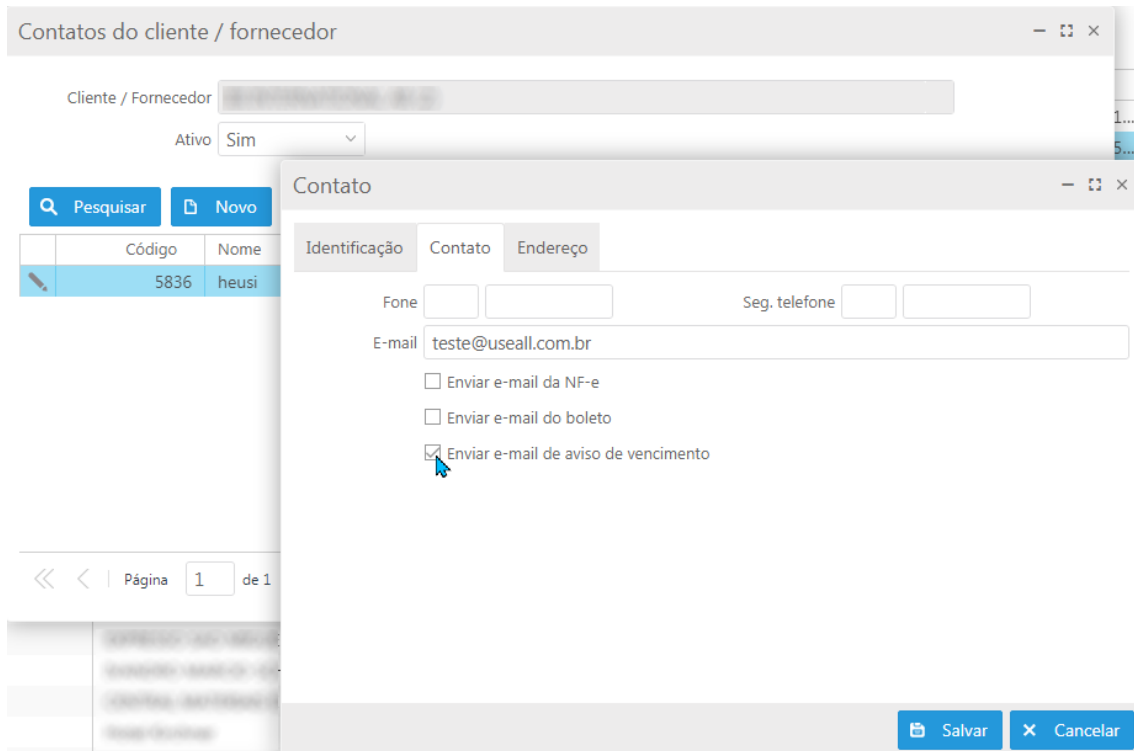 Contatos do cliente / fornecedor
Cliente / Fornecedor
Ativo Sim
1...
5...
Pesquisar Novo
Código Nome
5836 heusi
Página 1 de 1
Contato
Identificação Contato Endereço
Fone Seg. telefone
E-mail teste@useall.com.br
Enviar e-mail da NF-e
Enviar e-mail do boleto
Enviar e-mail de aviso de vencimento
Salvar Cancelar